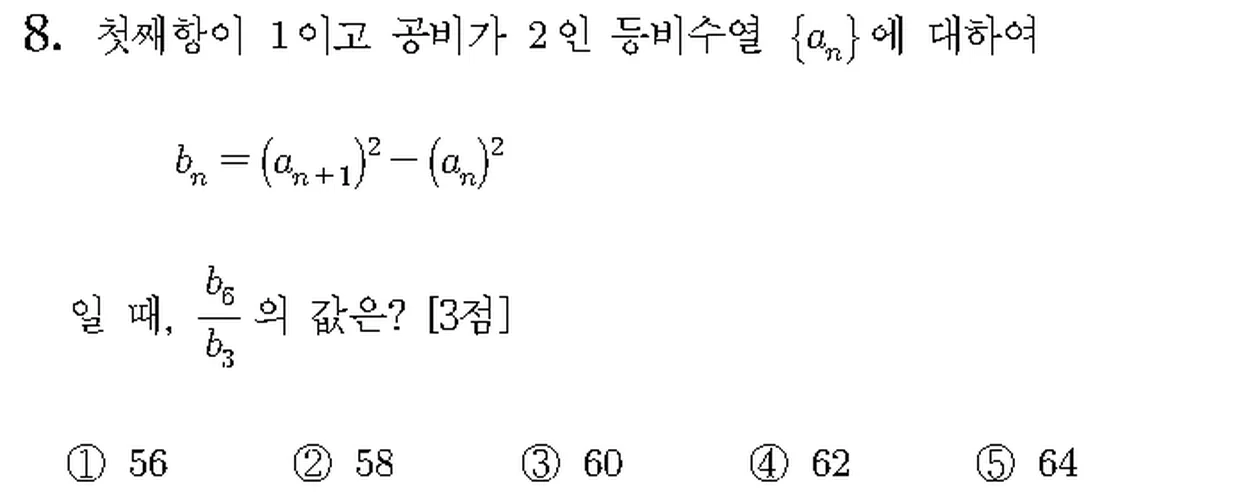 8. 첫째항이 1이고 공비가 2인 등비수열 {aₙ}에 대하여
bₙ = (aₙ₊₁)² − (aₙ)²
일 때, b₆/b₃의 값은? [3점]
① 56 ② 58 ③ 60 ④ 62 ⑤ 64